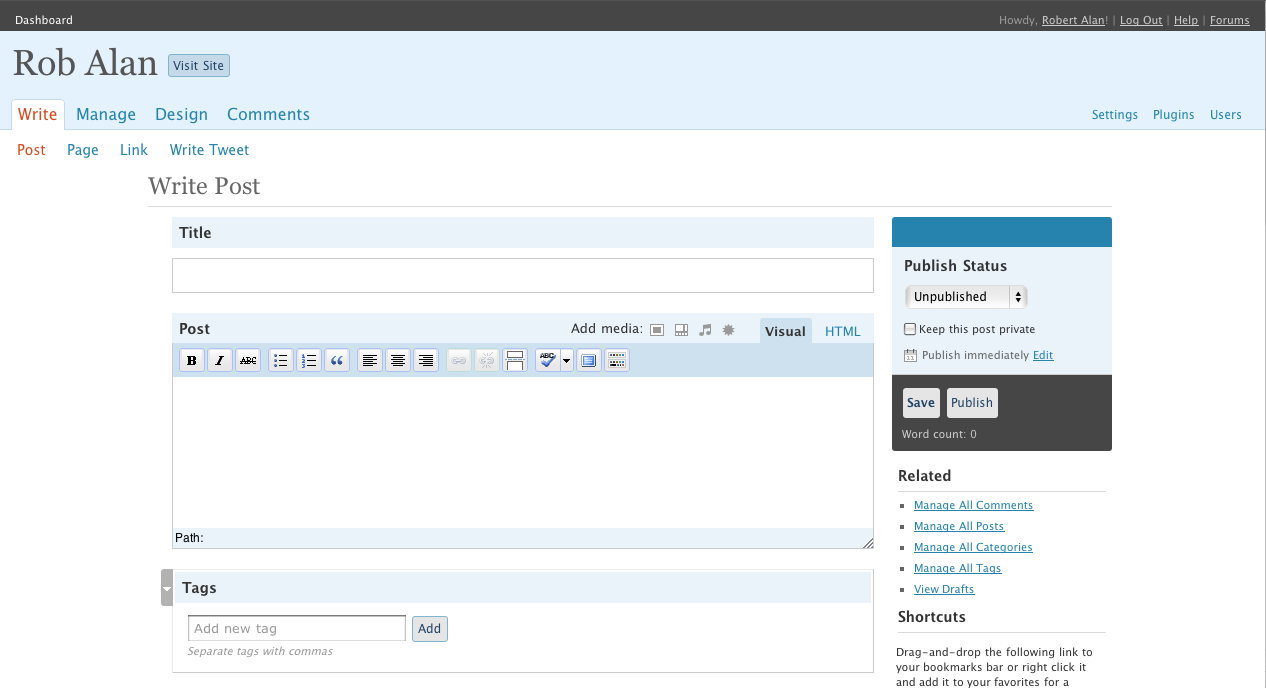 Dashboard
Howdy, Robert Alan! | Log Out | Help | Forums
Rob Alan Visit Site
Write Manage Design Comments
Settings Plugins Users
Post Page Link Write Tweet
Write Post
Title
Post
Add media:
Visual HTML
B I ABC
ABC
Path:
Tags
Add new tag Add
Separate tags with commas
Publish Status
Unpublished
Keep this post private
Publish immediately Edit
Save Publish
Word count: 0
Related
Manage All Comments
Manage All Posts
Manage All Categories
Manage All Tags
View Drafts
Shortcuts
Drag-and-drop the following link to
your bookmarks bar or right click it
and add it to your favorites for a